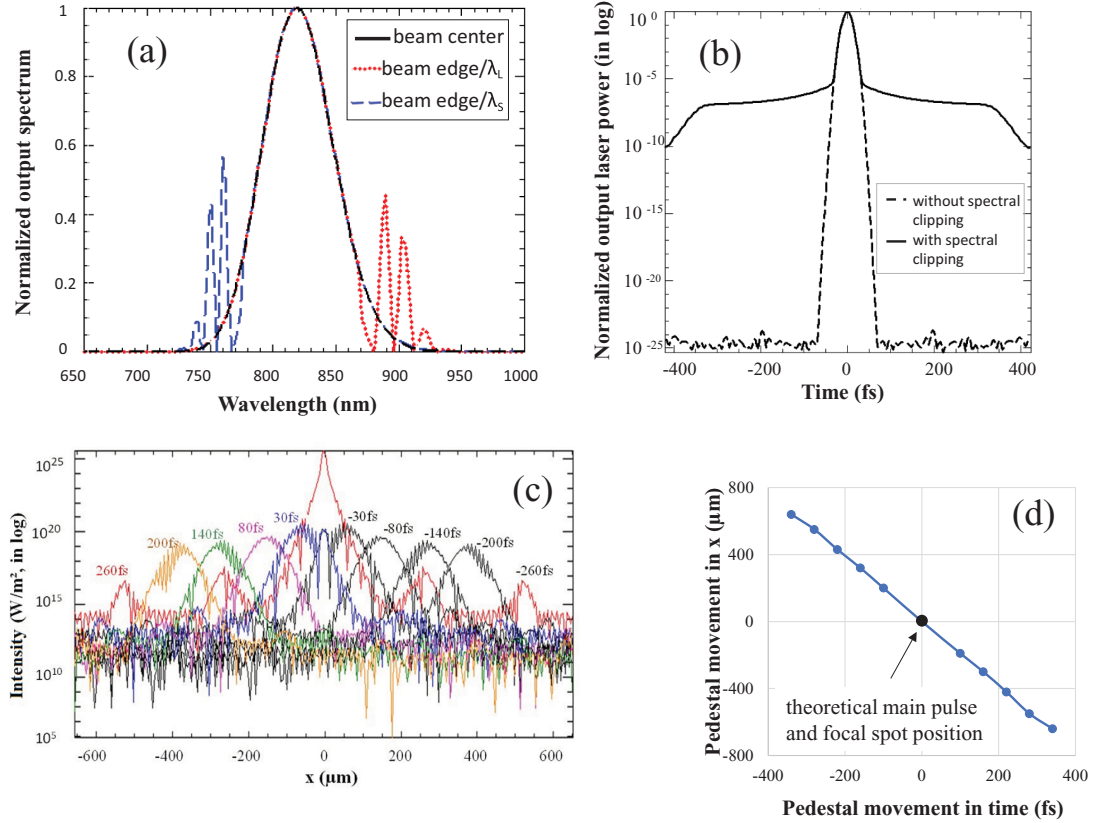 (a)
Normalized output spectrum
1
0.8
0.6
0.4
0.2
0
650 700 750 800 850 900 950 1000
Wavelength (nm)
beam center
beam edge/λL
beam edge/λS
(b)
Normalized output laser power (in log)
10^0
10^-5
10^-10
10^-15
10^-20
10^-25
-400 -200 0 200 400
Time (fs)
without spectral
clipping
with spectral
clipping
(c)
Intensity (W/m², in log)
10^25
10^20
10^15
10^10
10^5
260fs 200fs 140fs 80fs 30fs -30fs -80fs -140fs -200fs -260fs
-600 -400 -200 0 200 400 600
x (μm)
(d)
Pedestal movement in x (μm)
800
400
0
-400
-800
theoretical main pulse
and focal spot position
-400 -200 0 200 400
Pedestal movement in time (fs)